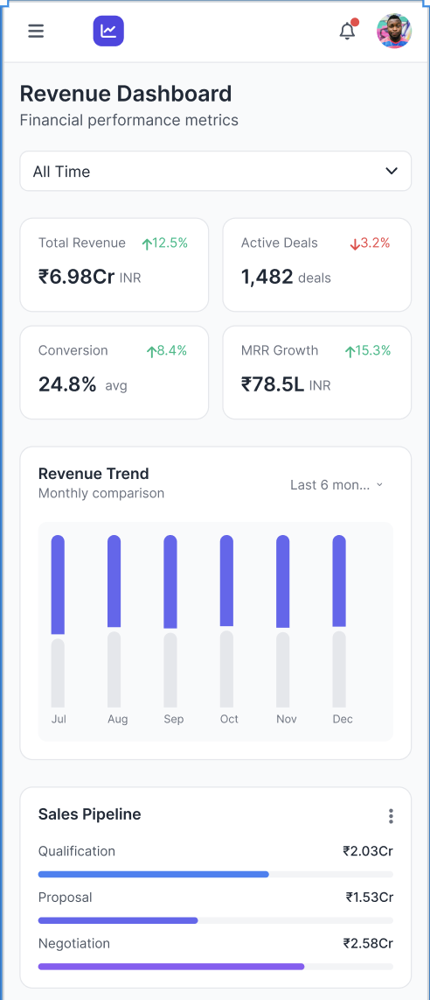 Revenue Dashboard
Financial performance metrics
All Time
Total Revenue ↑12.5%
₹6.98Cr INR
Active Deals ↓3.2%
1,482 deals
Conversion ↑8.4%
24.8% avg
MRR Growth ↑15.3%
₹78.5L INR
Revenue Trend
Monthly comparison
Last 6 mon...
Jul Aug Sep Oct Nov Dec
Sales Pipeline
Qualification ₹2.03Cr
Proposal ₹1.53Cr
Negotiation ₹2.58Cr